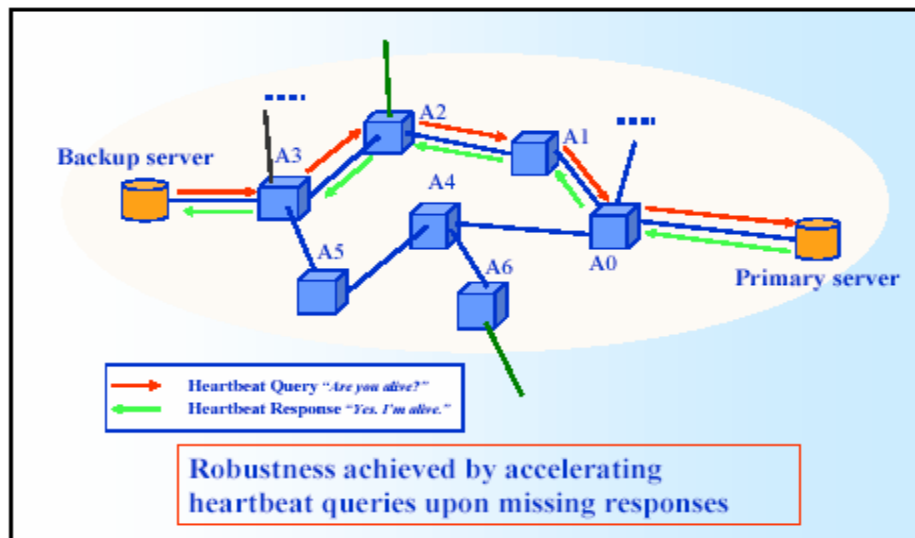 A2
A1
Backup server
A3
A4
A5
A6
A0
Primary server
Heartbeat Query “Are you alive?”
Heartbeat Response “Yes. I'm alive.”
Robustness achieved by accelerating
heartbeat queries upon missing responses